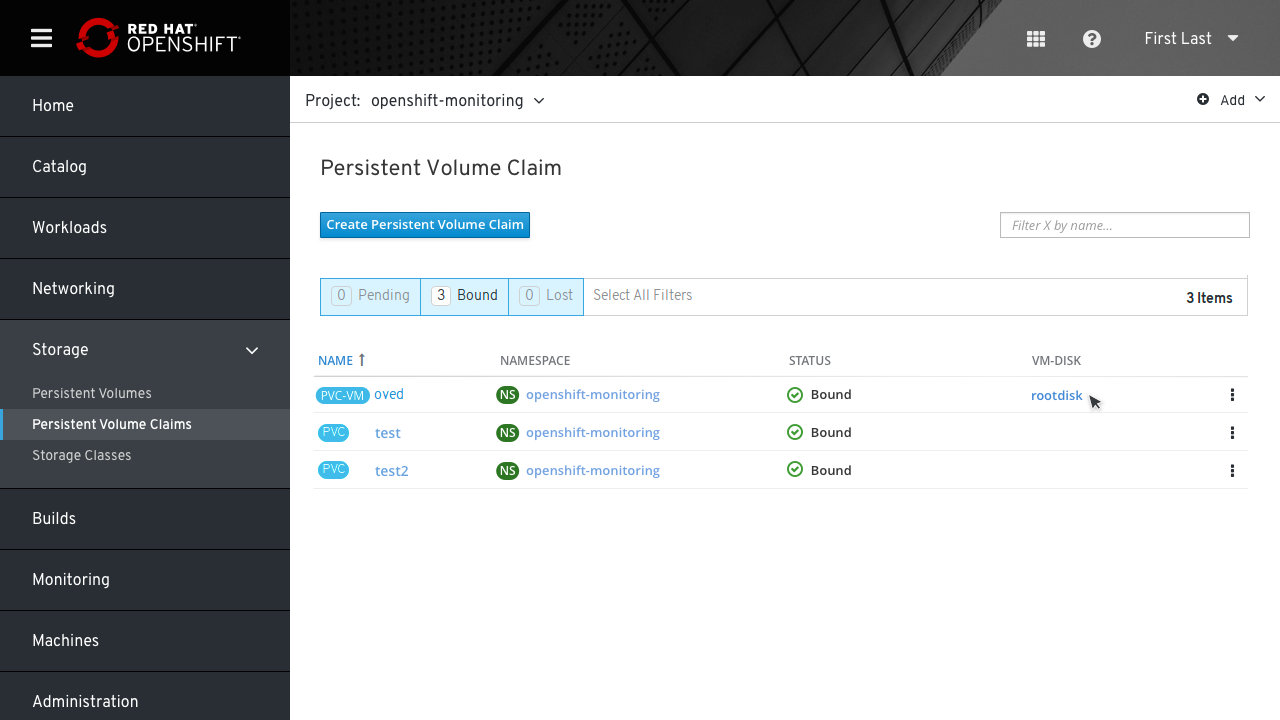 RED HAT
OPENSHIFT
First Last
Home
Catalog
Workloads
Networking
Storage
Persistent Volumes
Persistent Volume Claims
Storage Classes
Builds
Monitoring
Machines
Administration
Project: openshift-monitoring
Add
Persistent Volume Claim
Create Persistent Volume Claim
Filter X by name...
0 Pending 3 Bound 0 Lost Select All Filters 3 Items
NAME NAMESPACE STATUS VM-DISK
PVC-VM oved NS openshift-monitoring Bound rootdisk
PVC test NS openshift-monitoring Bound
PVC test2 NS openshift-monitoring Bound